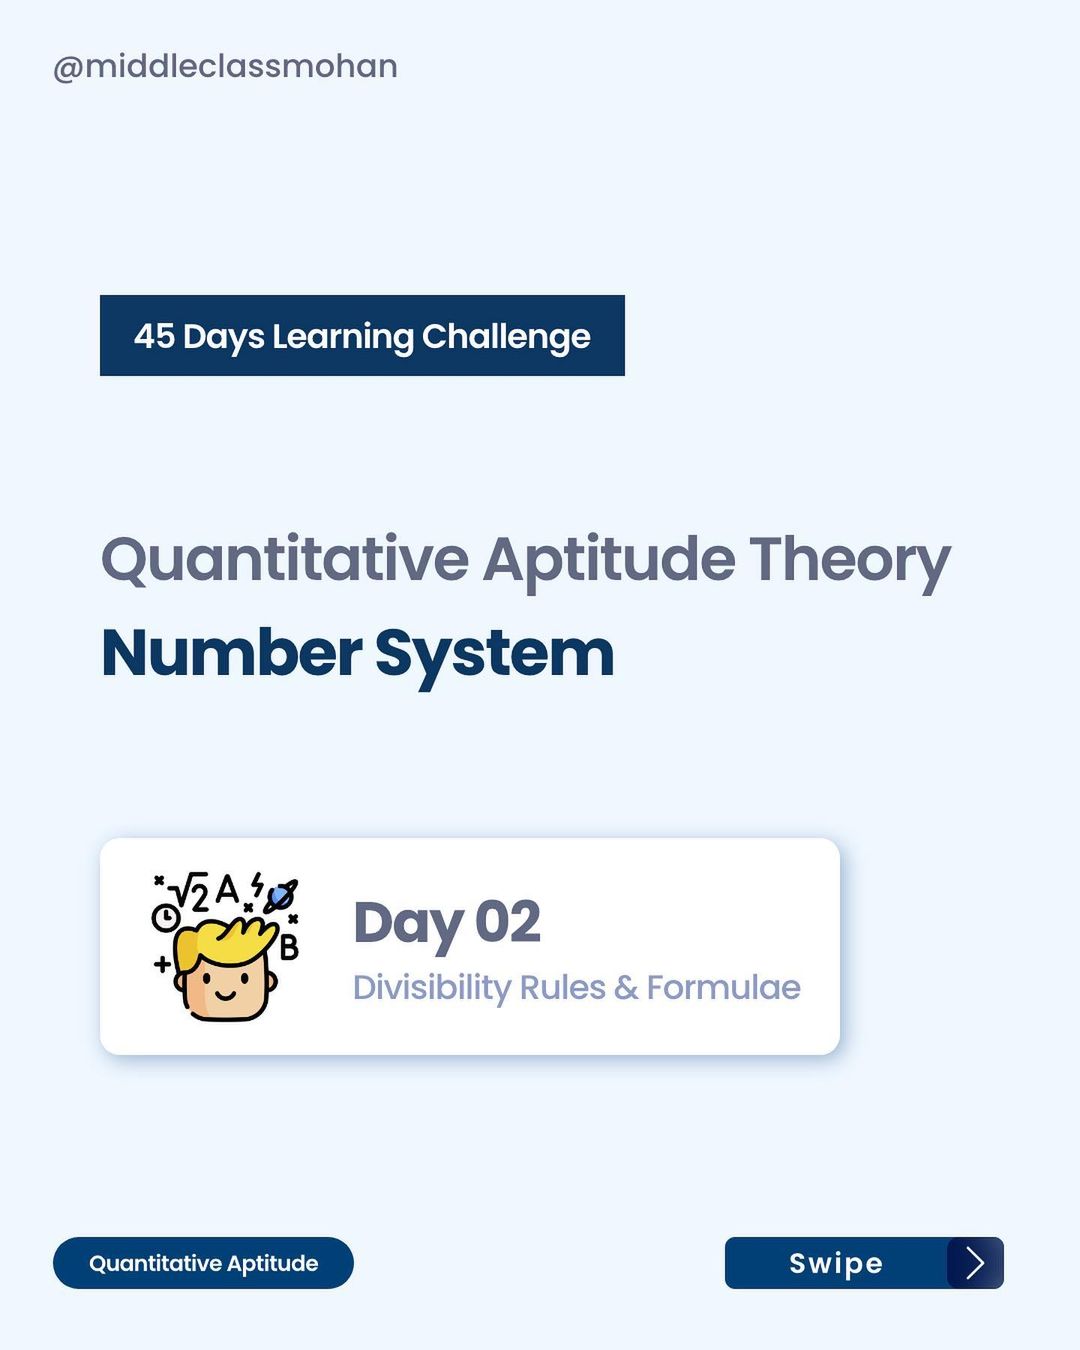 @middleclassmohan
45 Days Learning Challenge
Quantitative Aptitude Theory
Number System
√2 A
B
Day 02
Divisibility Rules & Formulae
Quantitative Aptitude
Swipe